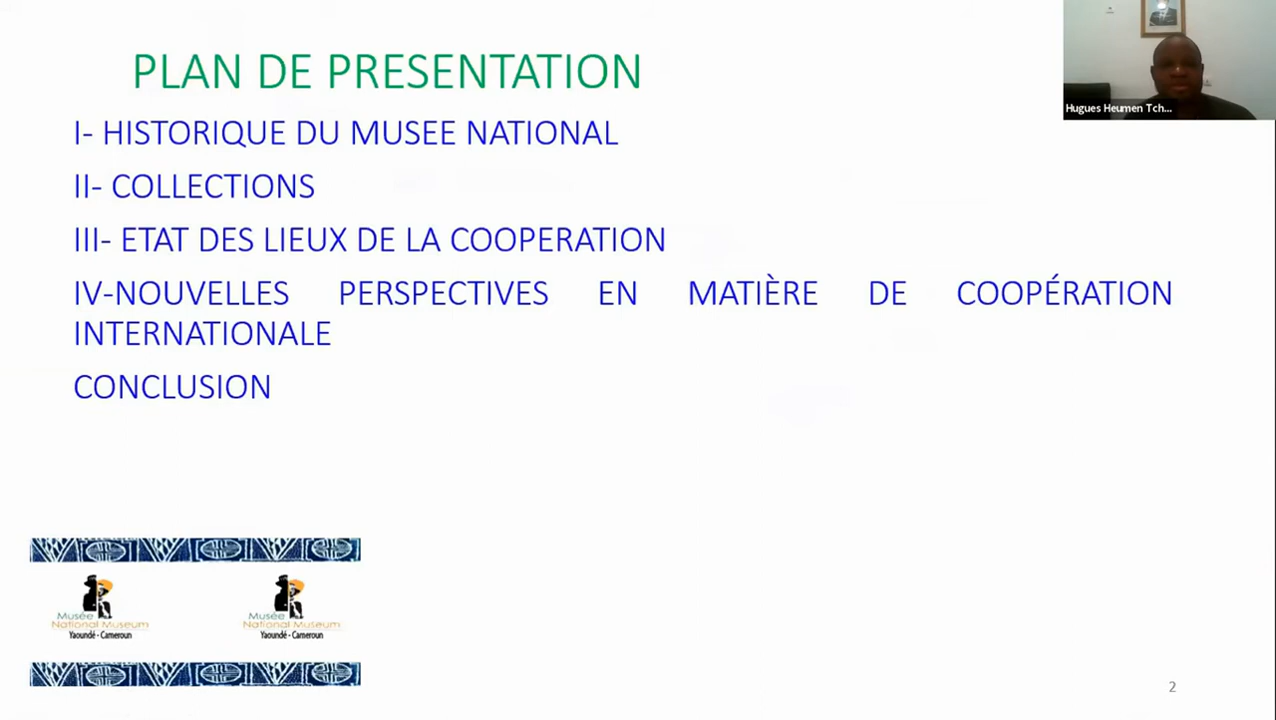 PLAN DE PRESENTATION
Hugues Heumen Tch...
I- HISTORIQUE DU MUSEE NATIONAL
II- COLLECTIONS
III- ETAT DES LIEUX DE LA COOPERATION
IV-NOUVELLES PERSPECTIVES EN MATIÈRE DE COOPÉRATION
INTERNATIONALE
CONCLUSION
Musée
National Museum
Yaoundé - Cameroun
Musée
National Museum
Yaoundé - Cameroun
2